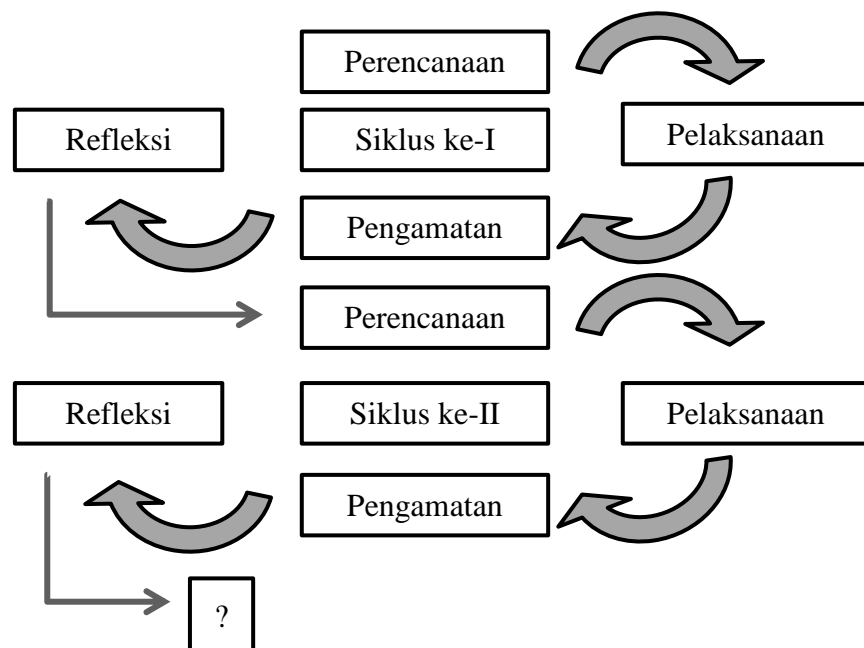 Perencanaan
Refleksi
Siklus ke-I
Pelaksanaan
Pengamatan
Perencanaan
Refleksi
Siklus ke-II
Pelaksanaan
Pengamatan
?